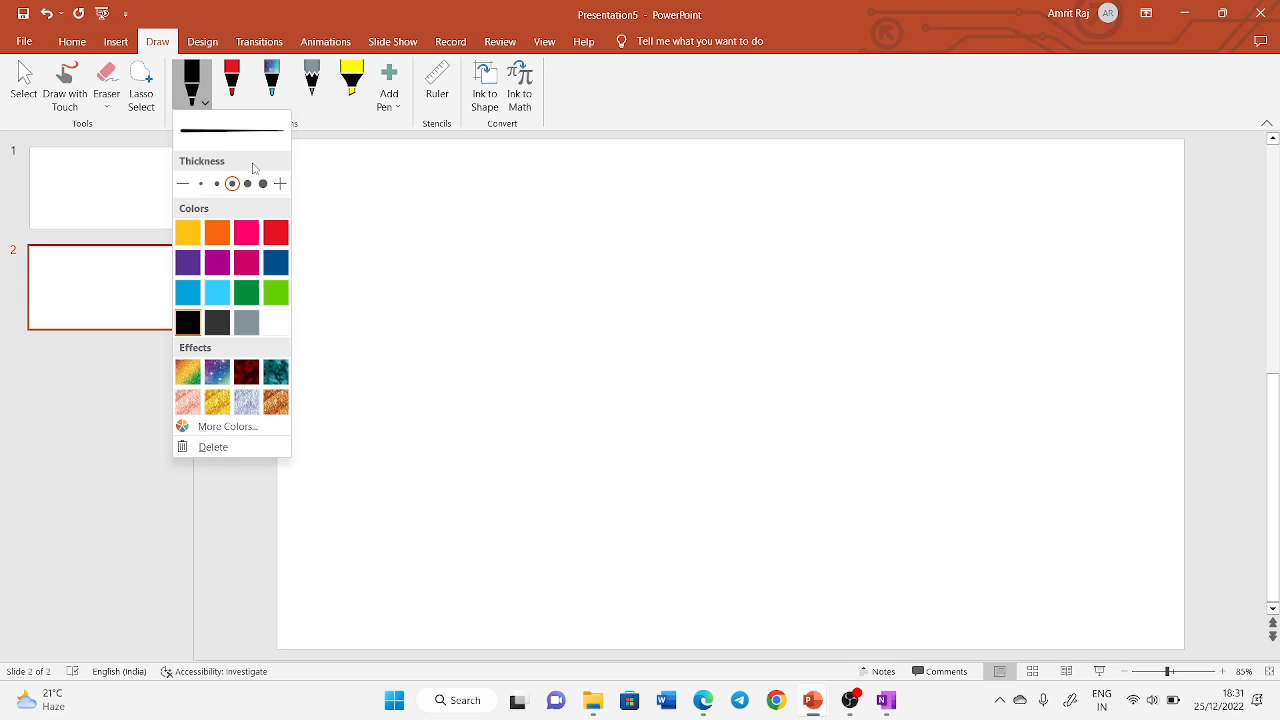 Presentation5 - PowerPoint
Amrit Raj AR
File Home Insert Draw Design Transitions Animations Slide Show Record Review View Help Tell me what you want to do
Select Draw with Touch Eraser Lasso Select Add Pen Ruler Ink to Shape Ink to Math
Tools
Stencils Convert
Thickness
Colors
Effects
More Colors...
Delete
1
2
Slide 2 of 2 English (India) Accessibility: Investigate Notes Comments 85%
21°C
Haze
Search
ENG
IN
18:31
25/12/2022